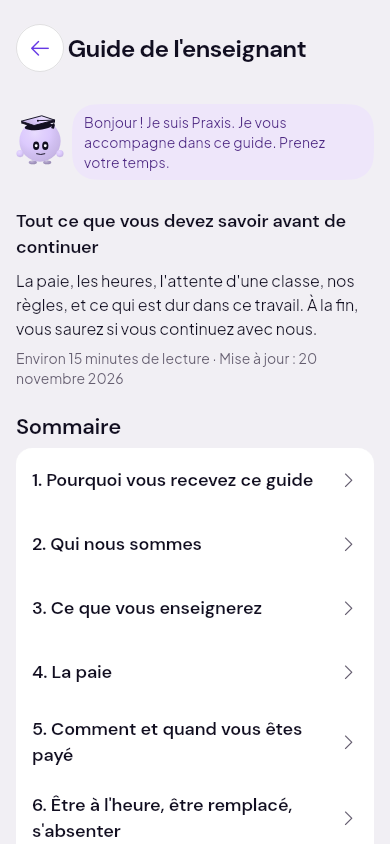 Guide de l'enseignant
Bonjour ! Je suis Praxis. Je vous
accompagne dans ce guide. Prenez
votre temps.
Tout ce que vous devez savoir avant de
continuer
La paie, les heures, l'attente d'une classe, nos
règles, et ce qui est dur dans ce travail. À la fin,
vous saurez si vous continuez avec nous.
Environ 15 minutes de lecture · Mise à jour : 20
novembre 2026
Sommaire
1. Pourquoi vous recevez ce guide
2. Qui nous sommes
3. Ce que vous enseignerez
4. La paie
5. Comment et quand vous êtes
payé
6. Être à l'heure, être remplacé,
s'absenter